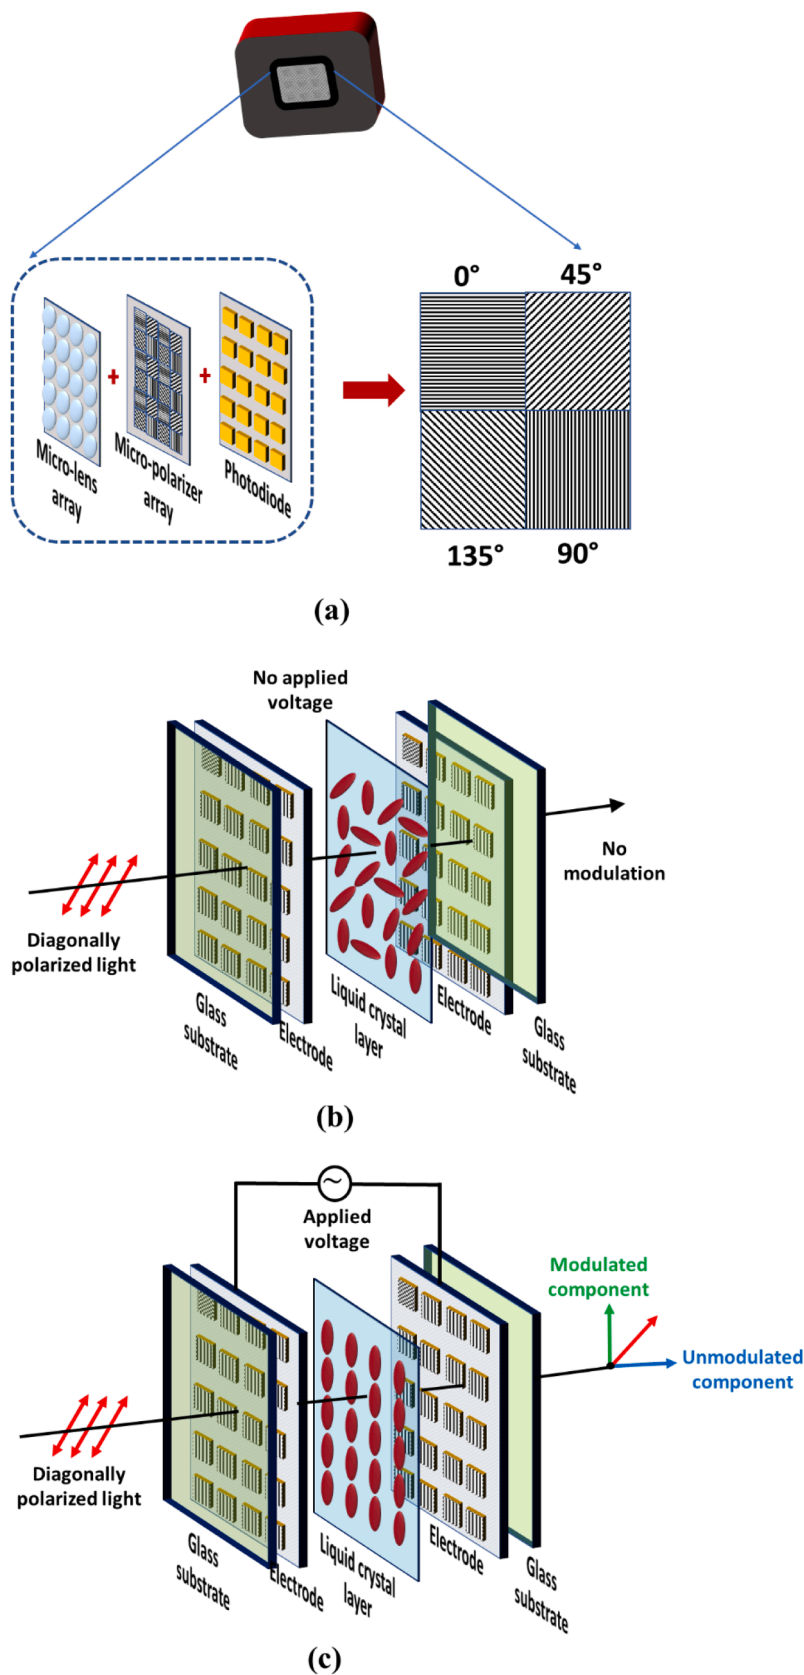 0°
45°
Micro-lens
array
+
Micro-polarizer
array
+
Photodiode
135°
90°
(a)
No applied
voltage
No
modulation
Diagonally
polarized light
Glass
substrate
Electrode
Liquid crystal
layer
Electrode
Glass
substrate
(b)
~
Applied
voltage
Modulated
component
Unmodulated
component
Diagonally
polarized light
Glass
substrate
Electrode
Liquid crystal
layer
Electrode
Glass
substrate
(c)